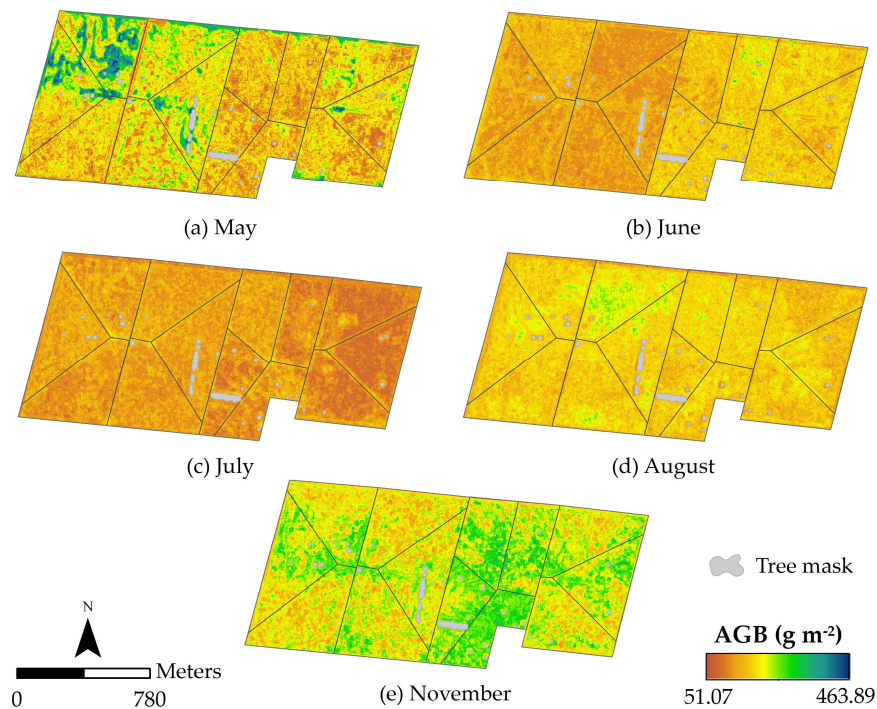 (a) May
(b) June
(c) July
(d) August
Tree mask
N
AGB (g m⁻²)
Meters
0 780
(e) November
51.07 463.89